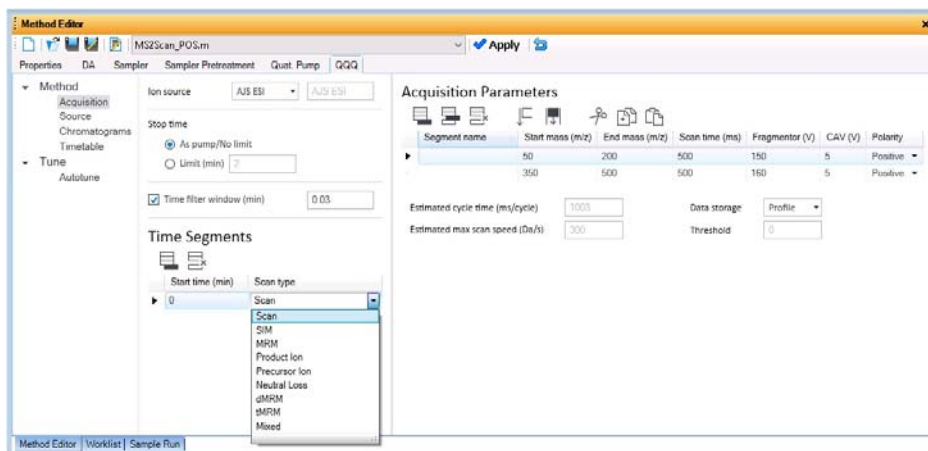 Method Editor
MS2Scan_POS.m Apply
Properties DA Sampler Sampler Pretreatment Quat. Pump QQQ
Method
Acquisition
Source
Chromatograms
Timetable
Tune
Autotune
Ion source AJS ESI AJS ESI
Stop time
As pump/No limit
Limit (min) 2
Time filter window (min) 0.03
Time Segments
Start time (min) Scan type
0 Scan
Scan
SIM
MRM
Product Ion
Precursor Ion
Neutral Loss
dMRM
tMRM
Mixed
Acquisition Parameters
Segment name Start mass (m/z) End mass (m/z) Scan time (ms) Fragmentor (V) CAV (V) Polarity
50 200 500 150 5 Positive
350 500 500 160 5 Positive
Estimated cycle time (ms/cycle) 1003 Data storage Profile
Estimated max scan speed (Da/s) 300 Threshold 0
Method Editor Worklist Sample Run